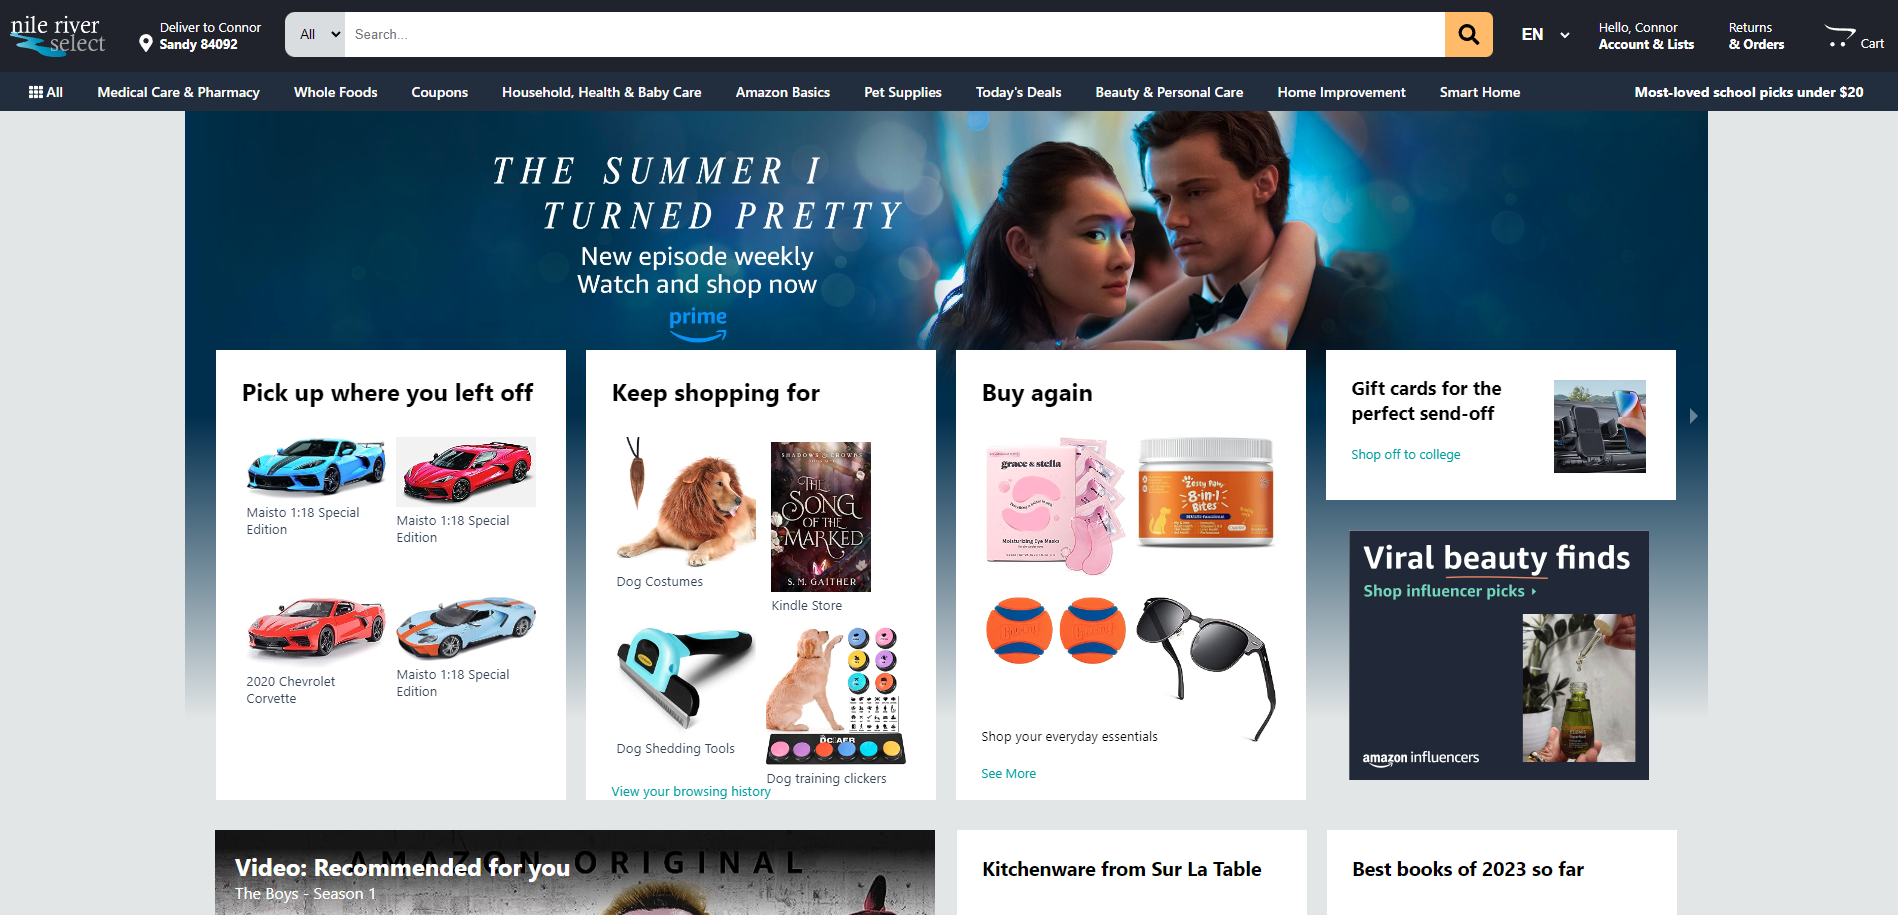 nile river
select
Deliver to Connor
Sandy 84092
All
Search...
EN
Hello, Connor
Account & Lists
Returns
& Orders
Cart
All
Medical Care & Pharmacy
Whole Foods
Coupons
Household, Health & Baby Care
Amazon Basics
Pet Supplies
Today's Deals
Beauty & Personal Care
Home Improvement
Smart Home
Most-loved school picks under $20
THE SUMMER I
TURNED PRETTY
New episode weekly
Watch and shop now
prime
Pick up where you left off
Maisto 1:18 Special
Edition
Maisto 1:18 Special
Edition
2020 Chevrolet
Corvette
Maisto 1:18 Special
Edition
Keep shopping for
Dog Costumes
SHADOWS & CROWNS
THE
SONG
OF THE
MARKED
S. M. GAITHER
Kindle Store
Dog Shedding Tools
Dog training clickers
View your browsing history
Buy again
grace & stella
Moisturizing Eye Masks
Zesty Paws
8-in-1
Bites
Shop your everyday essentials
See More
Gift cards for the
perfect send-off
Shop off to college
Viral beauty finds
Shop influencer picks
amazon influencers
Video: Recommended for you
AMAZON ORIGINAL
The Boys - Season 1
Kitchenware from Sur La Table
Best books of 2023 so far